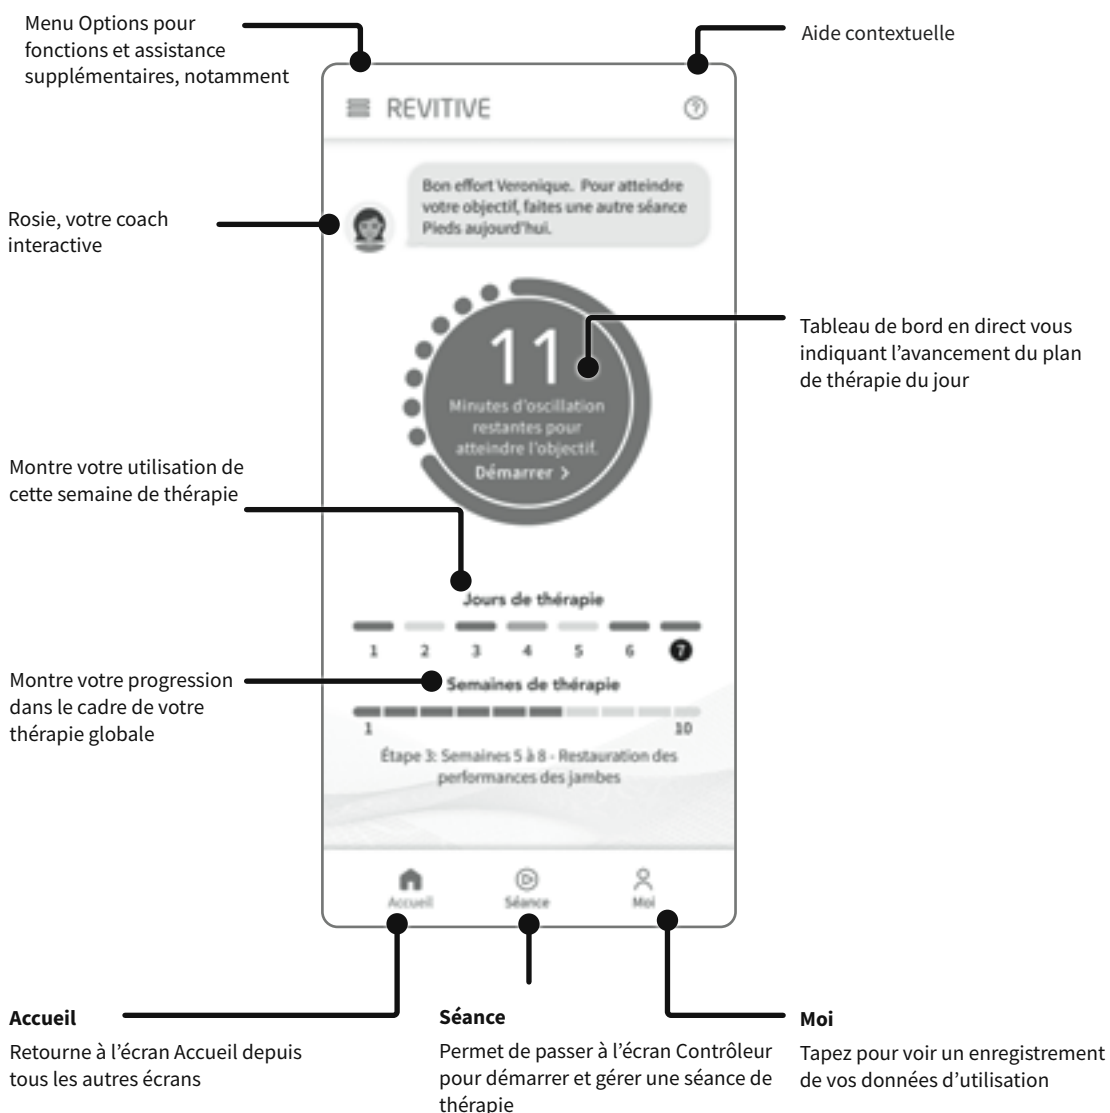 Menu Options pour
fonctions et assistance
supplémentaires, notamment
Aide contextuelle
REVITIVE
Bon effort Veronique. Pour atteindre
votre objectif, faites une autre séance
Pieds aujourd'hui.
Rosie, votre coach
interactive
11
Minutes d'oscillation
restantes pour
atteindre l'objectif.
Démarrer >
Tableau de bord en direct vous
indiquant l'avancement du plan
de thérapie du jour
Montre votre utilisation de
cette semaine de thérapie
Jours de thérapie
1 2 3 4 5 6 7
Montre votre progression
dans le cadre de votre
thérapie globale
Semaines de thérapie
1 10
Étape 3: Semaines 5 à 8 - Restauration des
performances des jambes
Accueil Séance Moi
Accueil
Retourne à l'écran Accueil depuis
tous les autres écrans
Séance
Permet de passer à l'écran Contrôleur
pour démarrer et gérer une séance de
thérapie
Moi
Tapez pour voir un enregistrement
de vos données d'utilisation